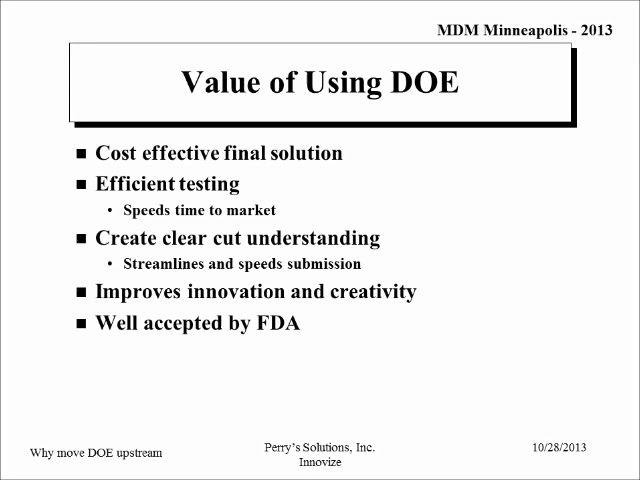 MDM Minneapolis - 2013
Value of Using DOE
■ Cost effective final solution
■ Efficient testing
• Speeds time to market
■ Create clear cut understanding
• Streamlines and speeds submission
■ Improves innovation and creativity
■ Well accepted by FDA
Why move DOE upstream
Perry's Solutions, Inc.
Innovize
10/28/2013